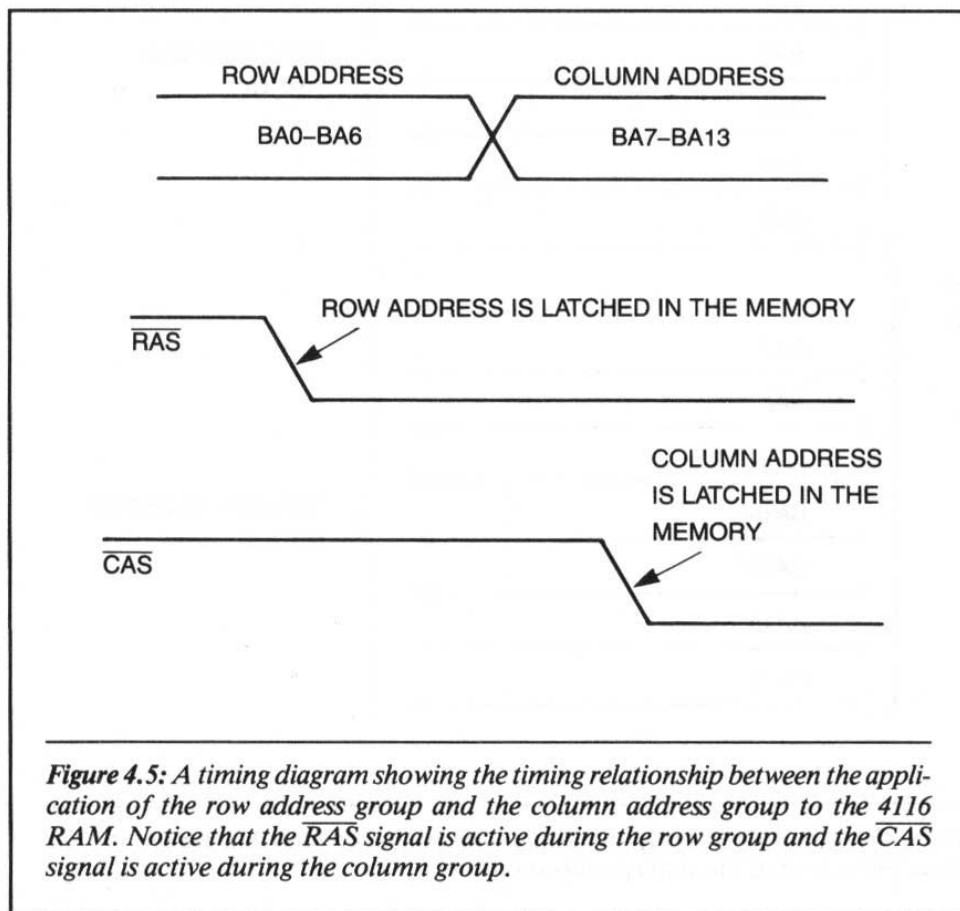 ROW ADDRESS COLUMN ADDRESS
BA0–BA6 BA7–BA13
ROW ADDRESS IS LATCHED IN THE MEMORY
RAS
COLUMN ADDRESS
IS LATCHED IN THE
MEMORY
CAS
Figure 4.5: A timing diagram showing the timing relationship between the appli-
cation of the row address group and the column address group to the 4116
RAM. Notice that the RAS signal is active during the row group and the CAS
signal is active during the column group.